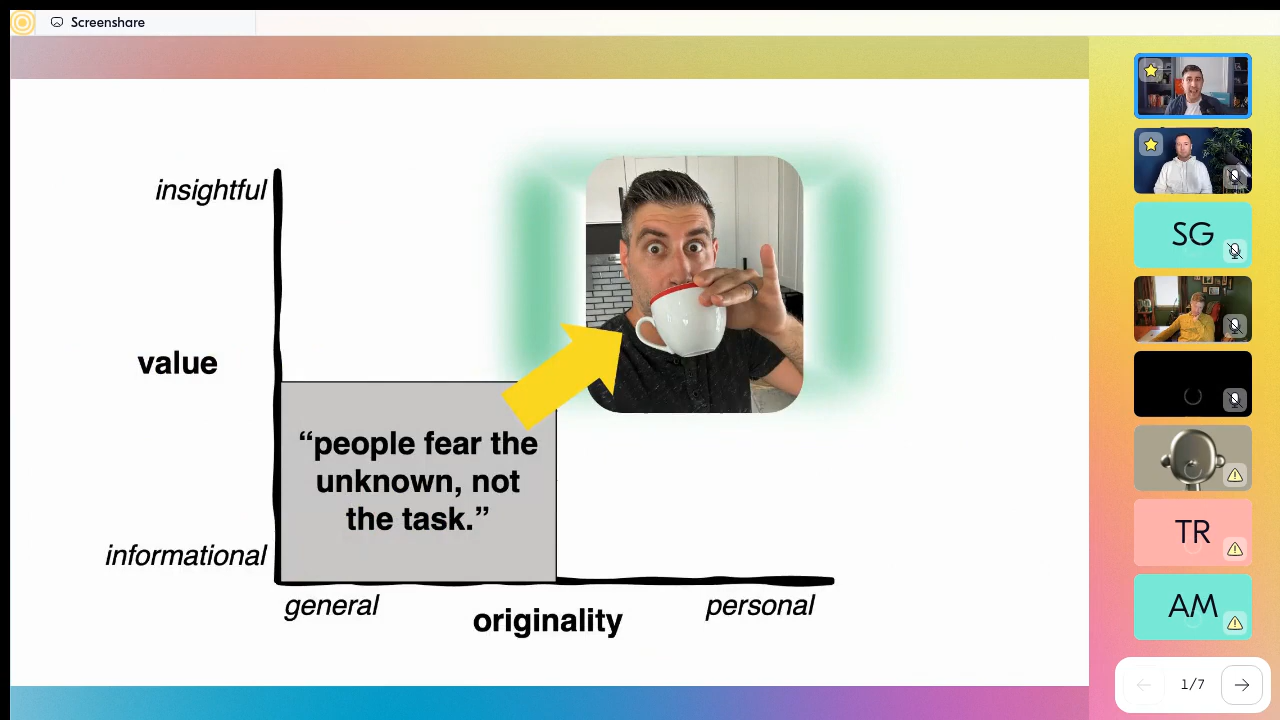 Screenshare
insightful
value
“people fear the
unknown, not
the task.”
informational
general
originality
personal
SG
TR
AM
1/7